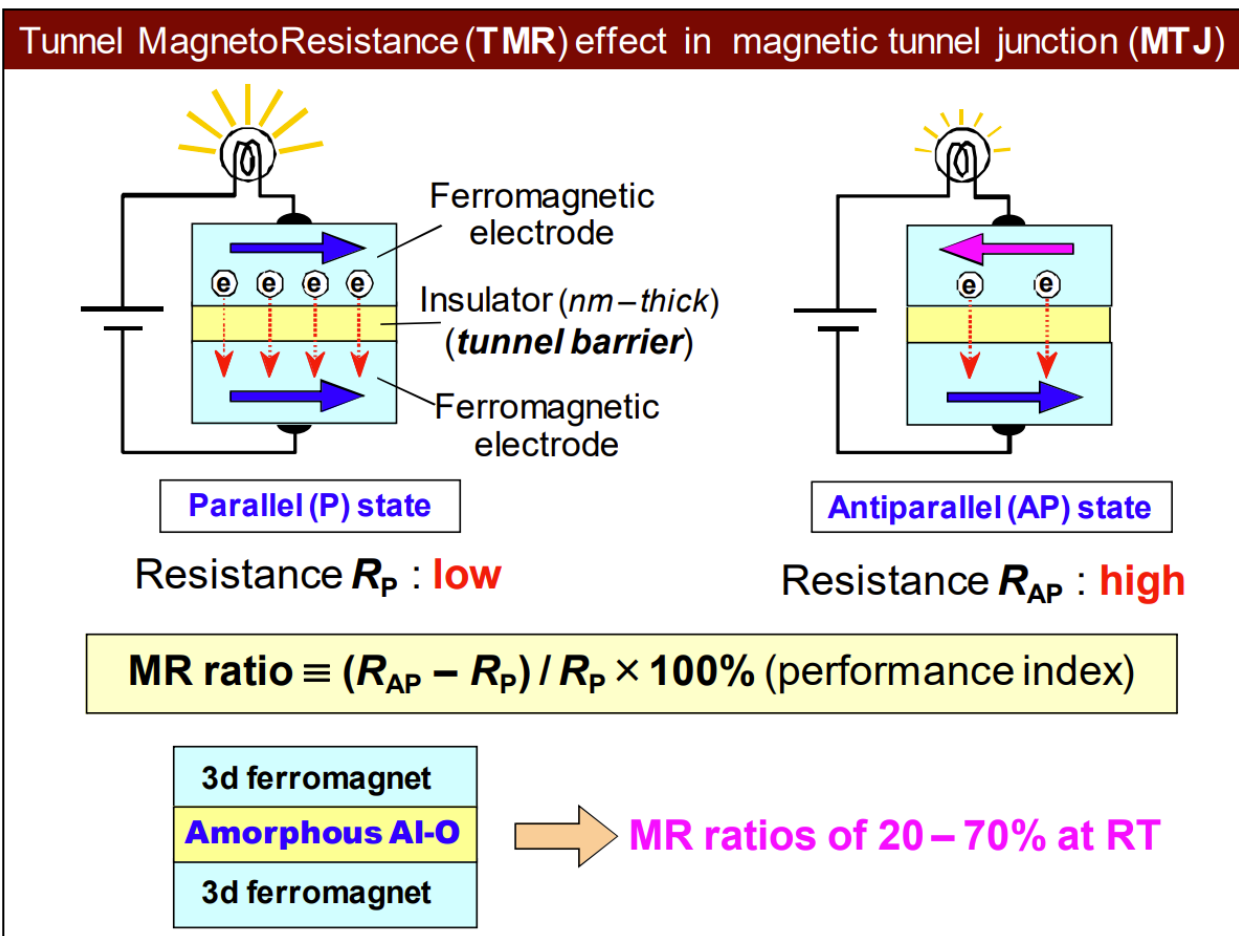 Tunnel MagnetoResistance (TMR) effect in magnetic tunnel junction (MTJ)
Ferromagnetic
electrode
e e e e
Insulator (nm–thick)
(tunnel barrier)
Ferromagnetic
electrode
e e
Parallel (P) state
Antiparallel (AP) state
Resistance RP : low
Resistance RAP : high
MR ratio ≡ (RAP – RP) / RP × 100% (performance index)
3d ferromagnet
Amorphous Al-O
3d ferromagnet
MR ratios of 20 – 70% at RT